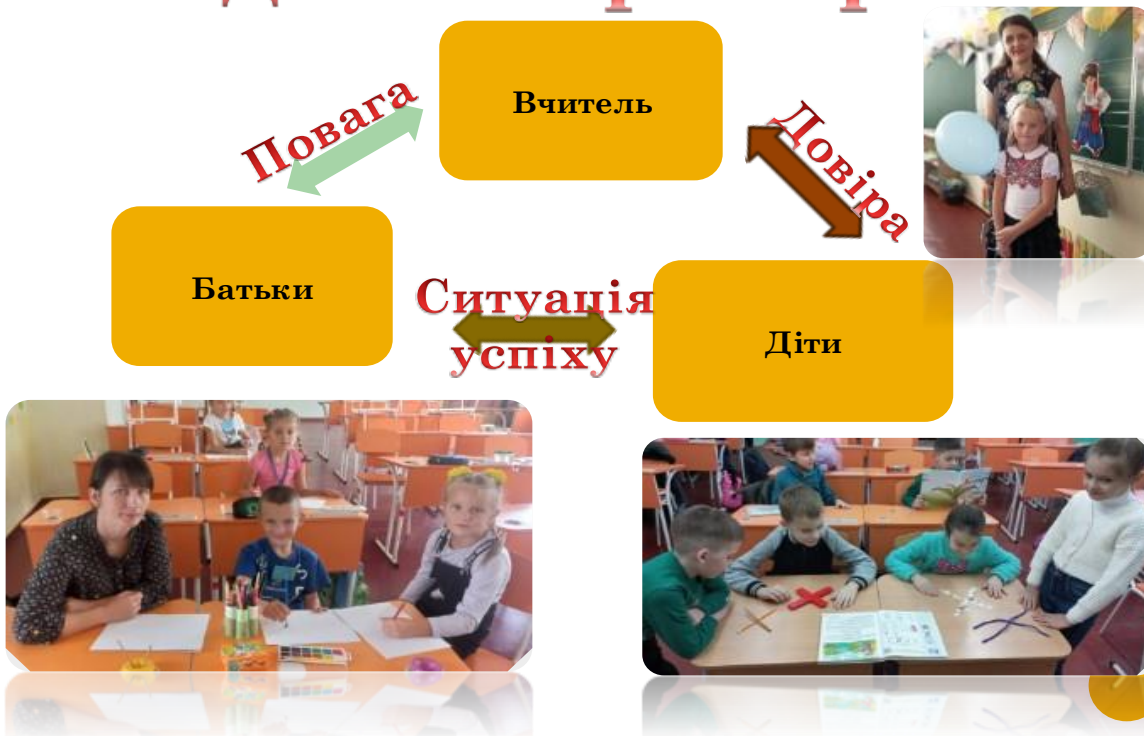 Вчитель
Повага
Довіра
Батьки
Ситуація
успіху
Діти